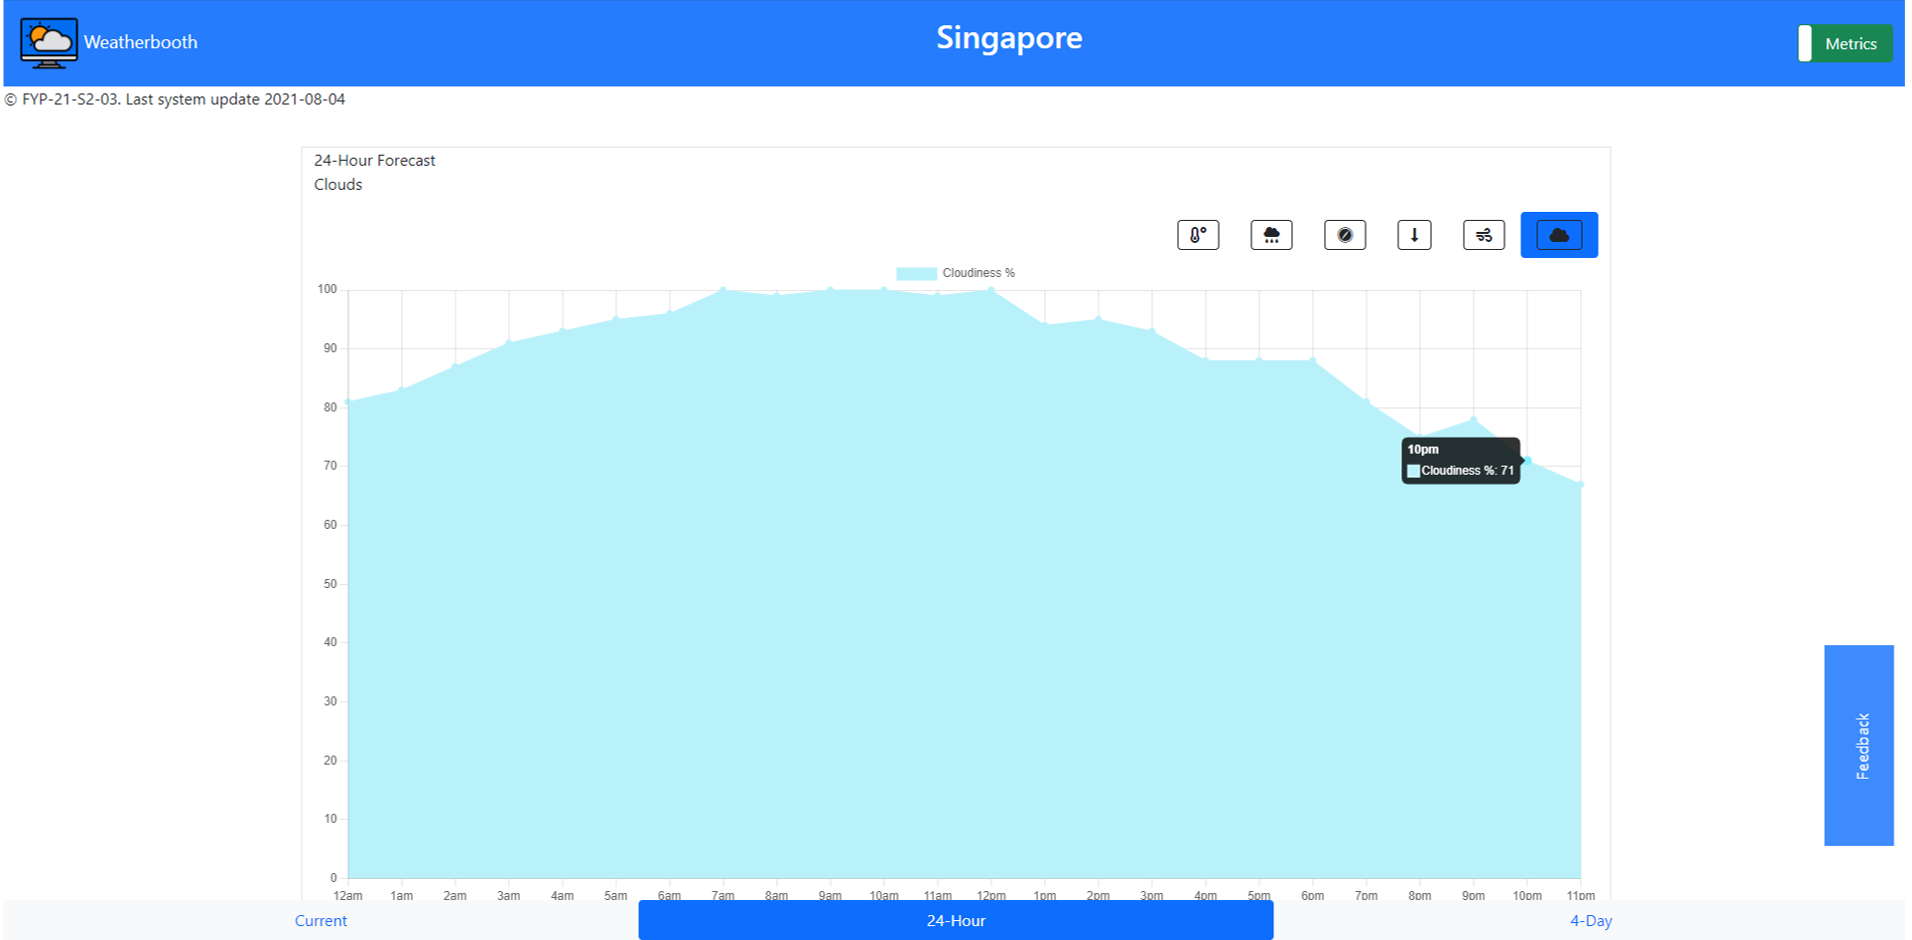 Weatherbooth
Singapore
Metrics
© FYP-21-S2-03. Last system update 2021-08-04
24-Hour Forecast
Clouds
Cloudiness %
100
90
80
70
60
50
40
30
20
10
0
10pm
Cloudiness %: 71
12am 1am 2am 3am 4am 5am 6am 7am 8am 9am 10am 11am 12pm 1pm 2pm 3pm 4pm 5pm 6pm 7pm 8pm 9pm 10pm 11pm
Feedback
Current 24-Hour 4-Day